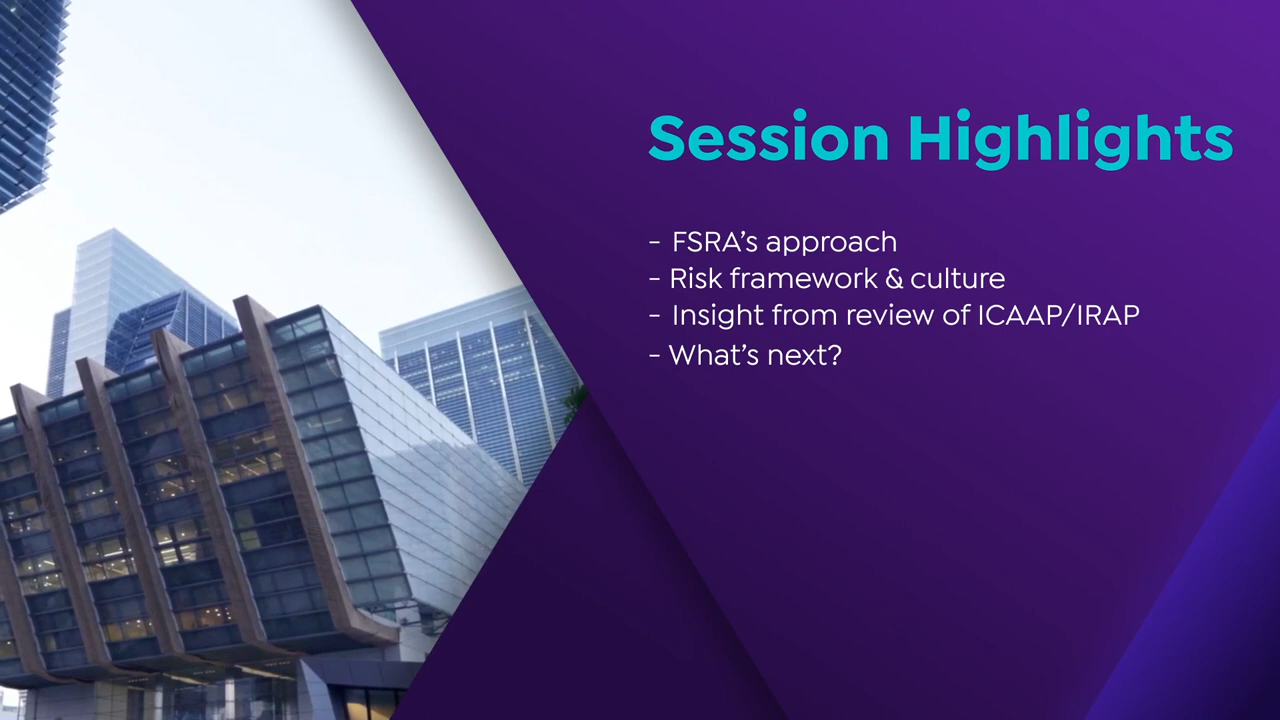 Session Highlights
- FSRA's approach
- Risk framework & culture
- Insight from review of ICAAP/IRAP
- What's next?